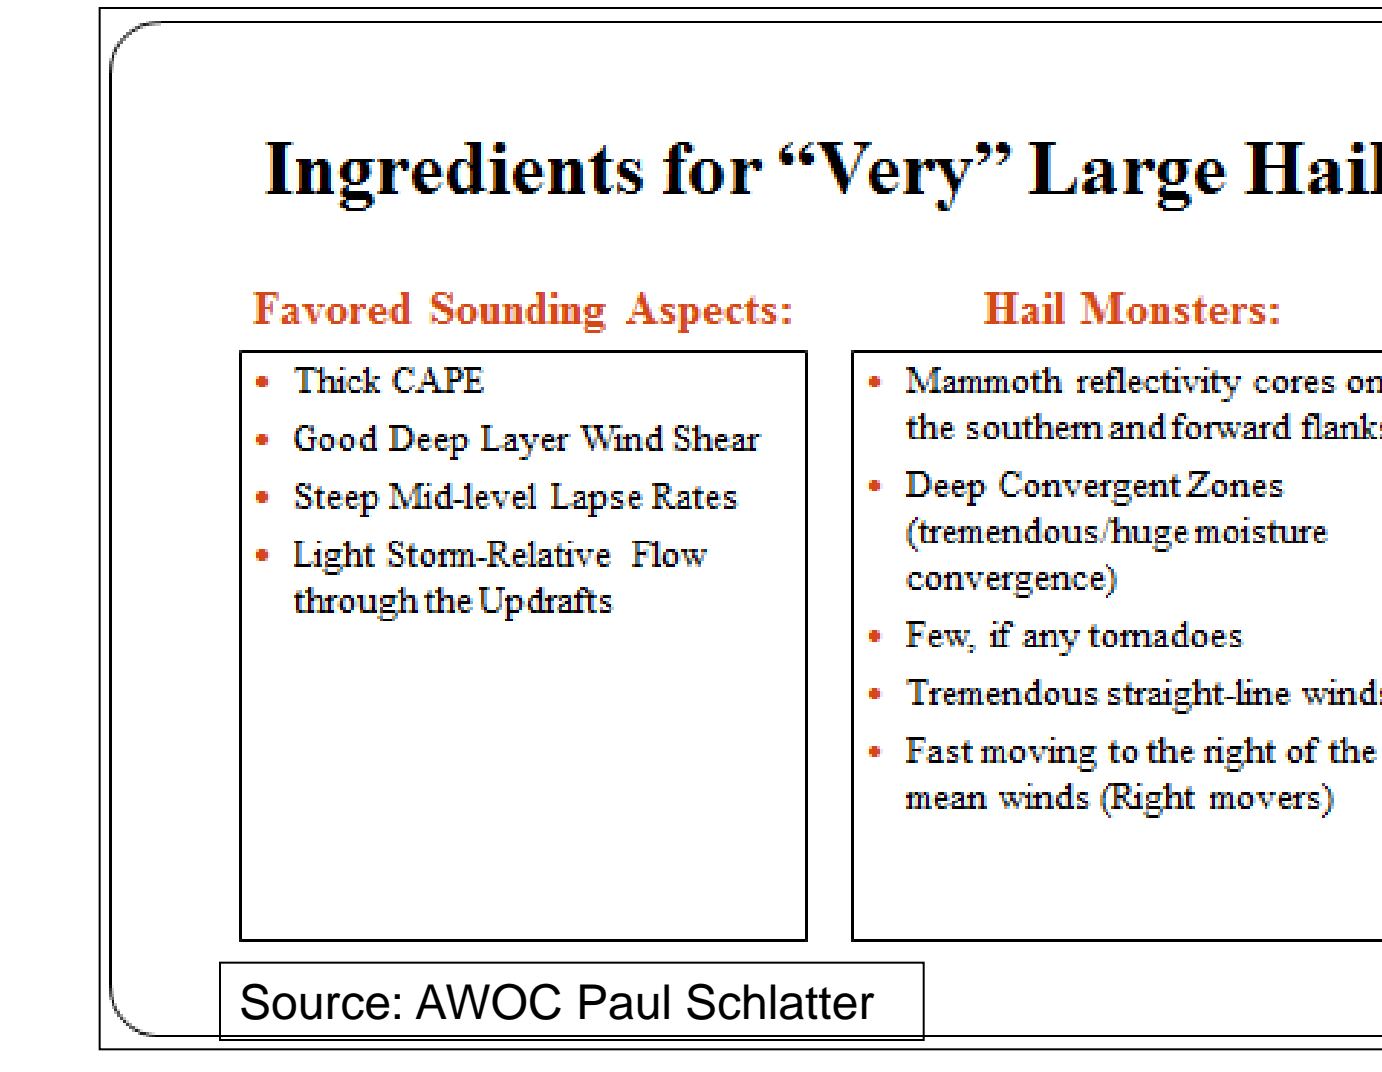 Ingredients for “Very” Large Hail
Favored Sounding Aspects:
• Thick CAPE
• Good Deep Layer Wind Shear
• Steep Mid-level Lapse Rates
• Light Storm-Relative Flow
through the Updrafts
Hail Monsters:
• Mammoth reflectivity cores on
the southern and forward flanks
• Deep Convergent Zones
(tremendous/huge moisture
convergence)
• Few, if any tornadoes
• Tremendous straight-line winds
• Fast moving to the right of the
mean winds (Right movers)
Source: AWOC Paul Schlatter